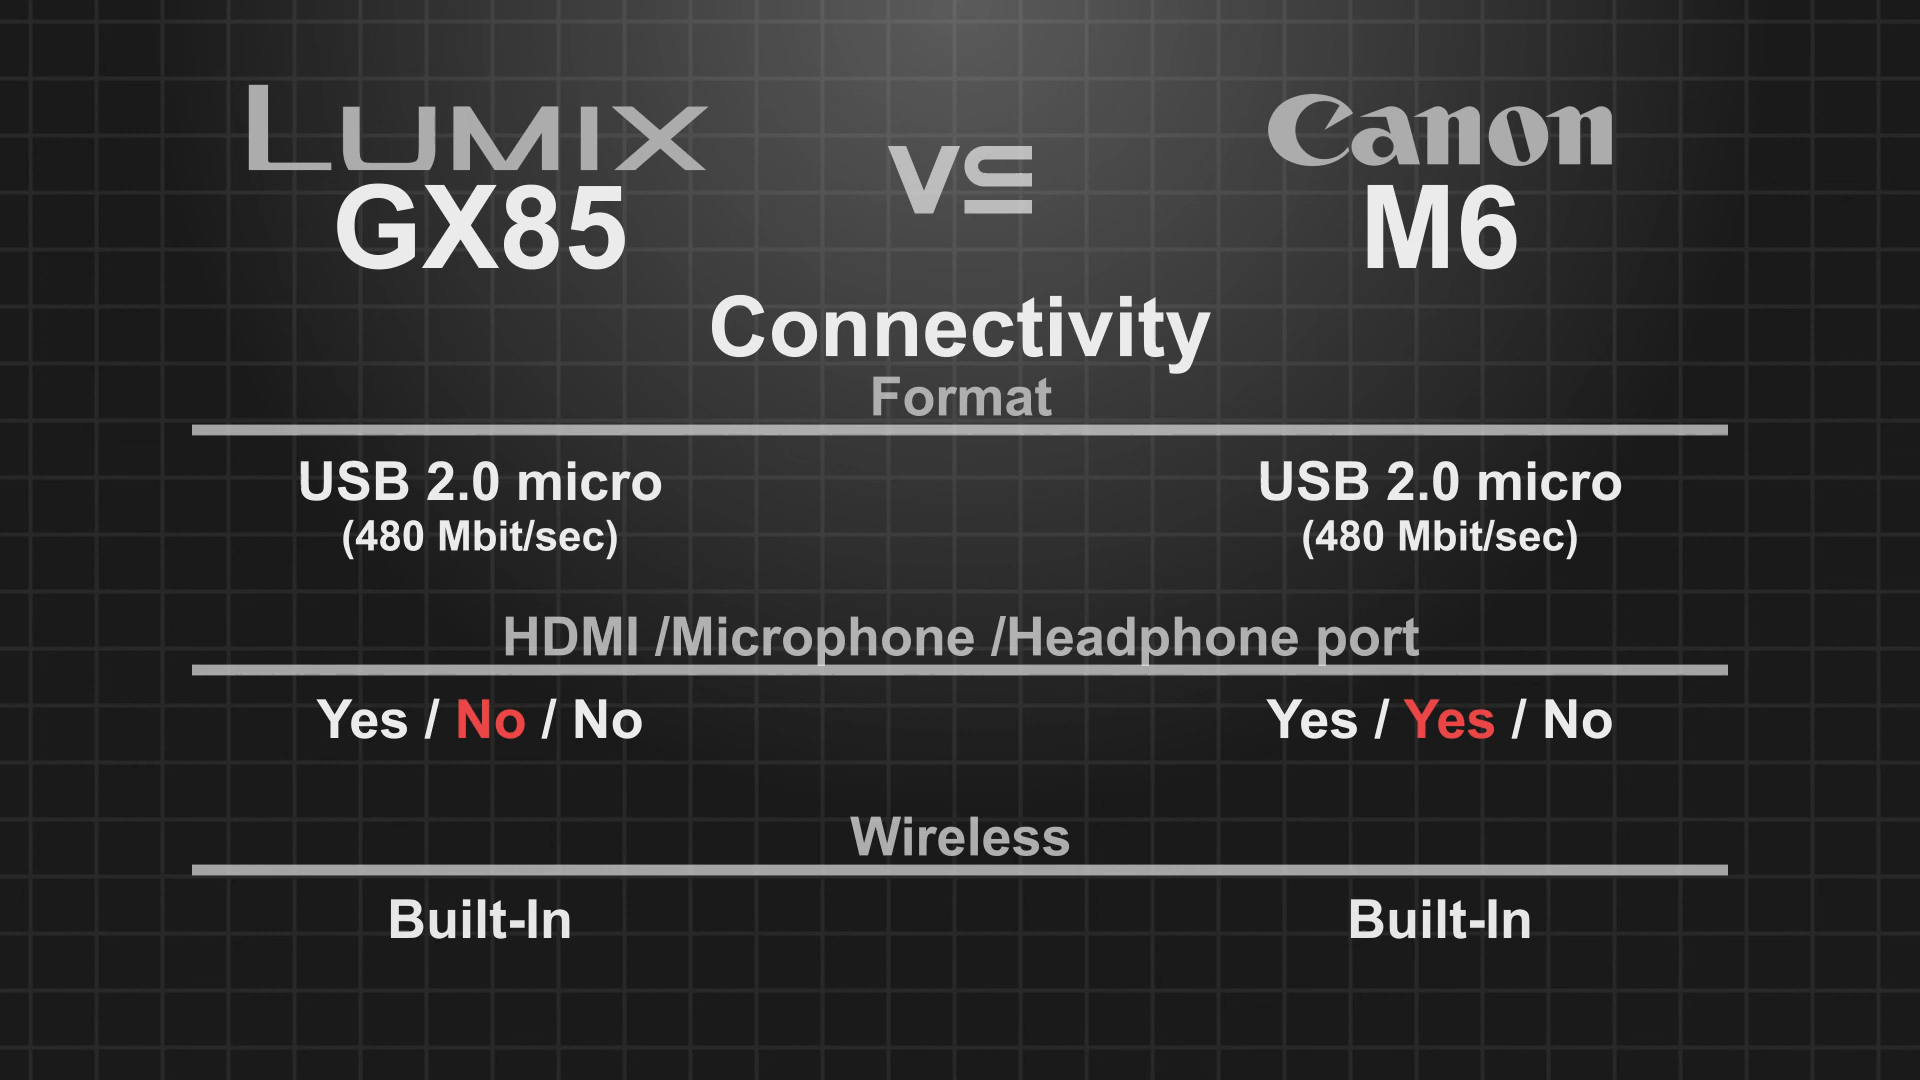 LUMIX
GX85
VS
Canon
M6
Connectivity
Format
USB 2.0 micro
(480 Mbit/sec)
USB 2.0 micro
(480 Mbit/sec)
HDMI /Microphone /Headphone port
Yes / No / No
Yes / Yes / No
Wireless
Built-In
Built-In